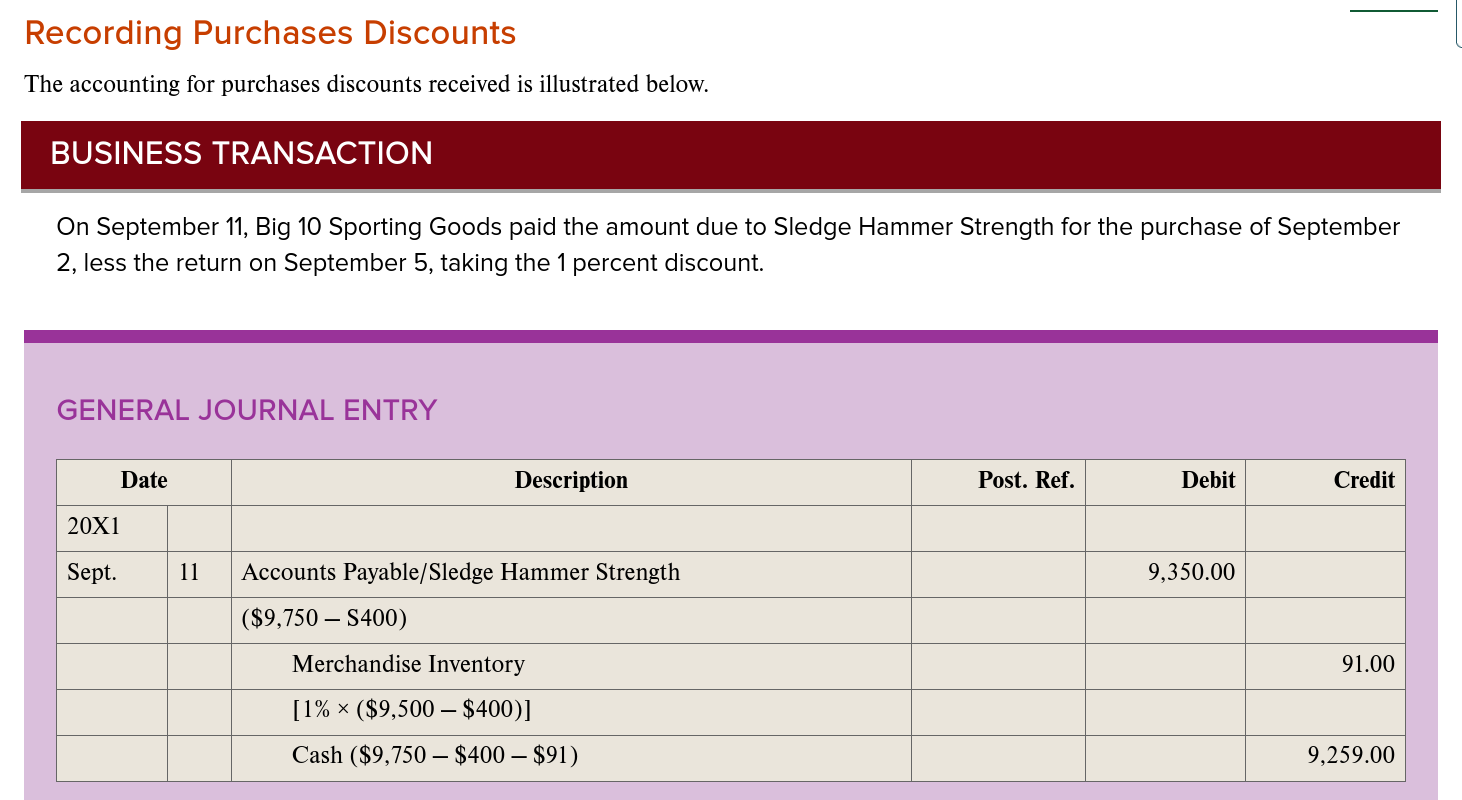 Recording Purchases Discounts
The accounting for purchases discounts received is illustrated below.
BUSINESS TRANSACTION
On September 11, Big 10 Sporting Goods paid the amount due to Sledge Hammer Strength for the purchase of September
2, less the return on September 5, taking the 1 percent discount.
GENERAL JOURNAL ENTRY
Date Description Post. Ref. Debit Credit
20X1
Sept. 11 Accounts Payable/Sledge Hammer Strength 9,350.00
($9,750 – S400)
Merchandise Inventory 91.00
[1% × ($9,500 – $400)]
Cash ($9,750 – $400 – $91) 9,259.00